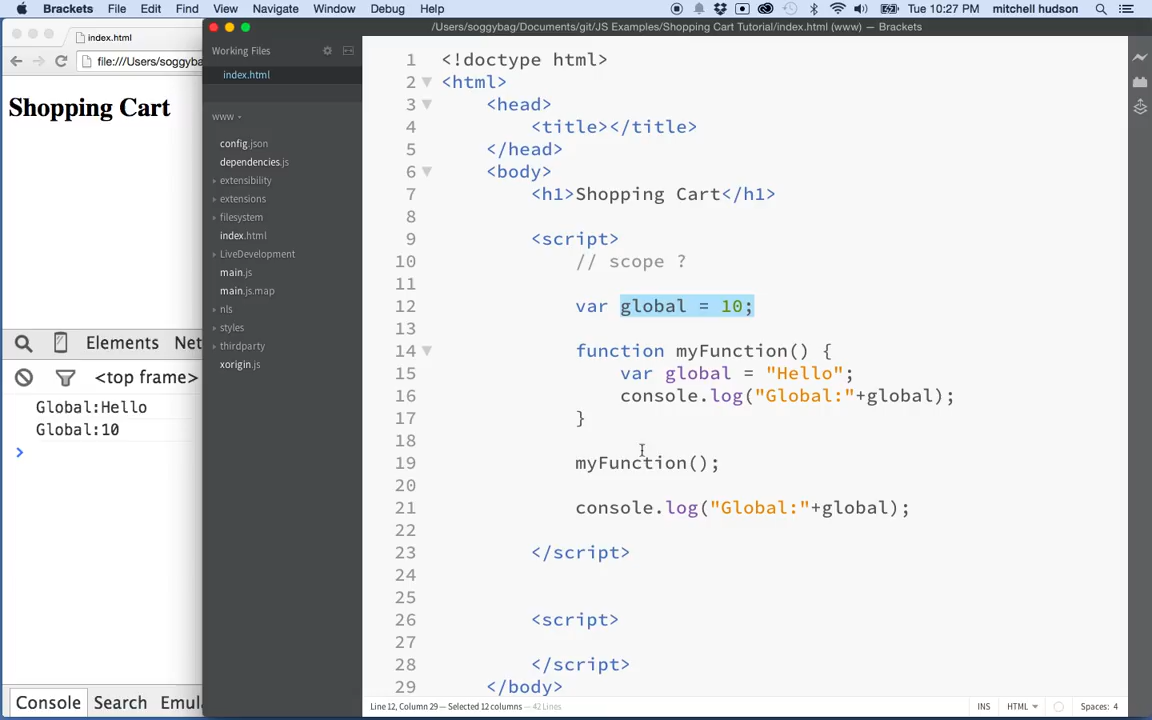 Brackets File Edit Find View Navigate Window Debug Help Tue 10:27 PM mitchell hudson
/Users/soggybag/Documents/git/JS Examples/Shopping Cart Tutorial/index.html (www) — Brackets
index.html
file:///Users/soggyba
Shopping Cart
Elements Net
<top frame>
Global:Hello
Global:10
>
Console Search Emul
Working Files
index.html
www
config.json
dependencies.js
extensibility
extensions
filesystem
index.html
LiveDevelopment
main.js
main.js.map
nls
styles
thirdparty
xorigin.js
1 <!doctype html>
2 <html>
3 <head>
4 <title></title>
5 </head>
6 <body>
7 <h1>Shopping Cart</h1>
8
9 <script>
10 // scope ?
11
12 var global = 10;
13
14 function myFunction() {
15 var global = "Hello";
16 console.log("Global:"+global);
17 }
18
19 myFunction();
20
21 console.log("Global:"+global);
22
23 </script>
24
25
26 <script>
27
28 </script>
29 </body>
Line 12, Column 29 — Selected 12 columns — 42 Lines INS HTML Spaces: 4